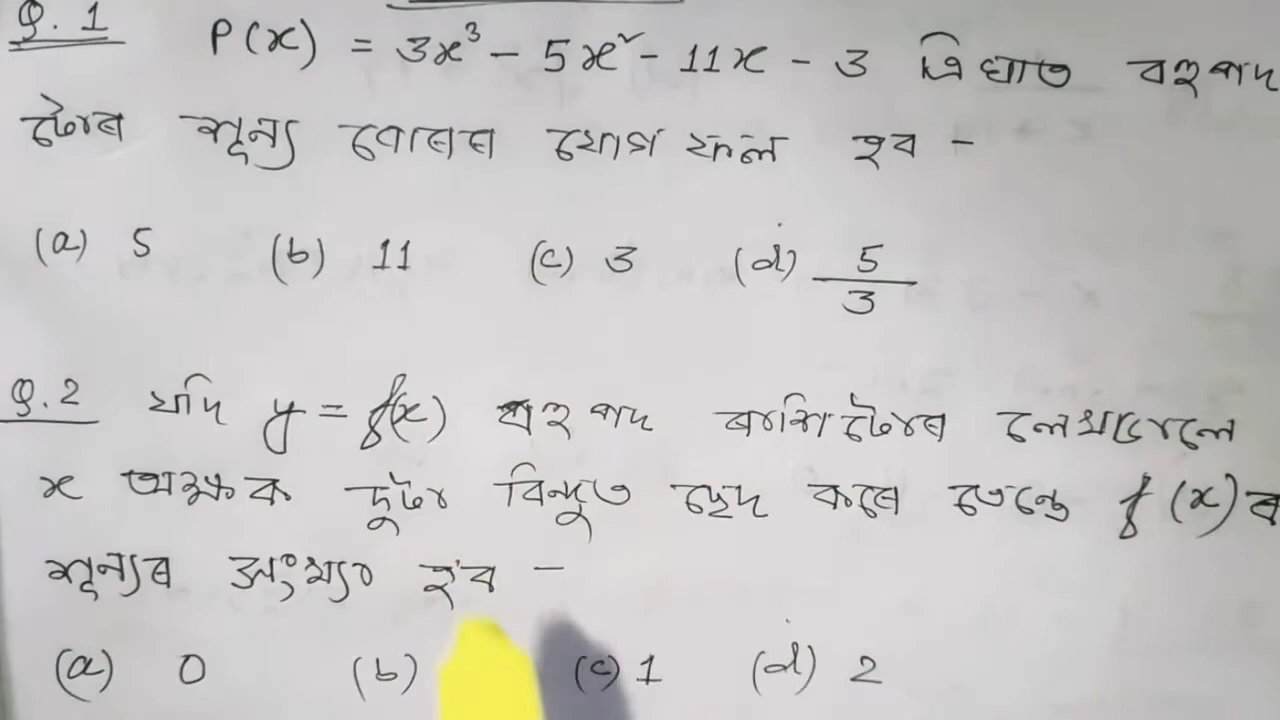 Q. 1 P(x) = 3x³ - 5x² - 11x - 3 ত্ৰিঘাত বহুপদ
টোৰ শূন্য বোৰৰ যোগফল হব -
(a) 5 (b) 11 (c) 3 (d) 5/3
Q. 2 যদি y = f(x) বহুপদ ৰাশিটোৰ লেখডালে
x অক্ষক দুটা বিন্দুত ছেদ কৰে তেন্তে f(x)ৰ
শূন্যৰ সংখ্যা হ'ব -
(a) 0 (b) (c) 1 (d) 2